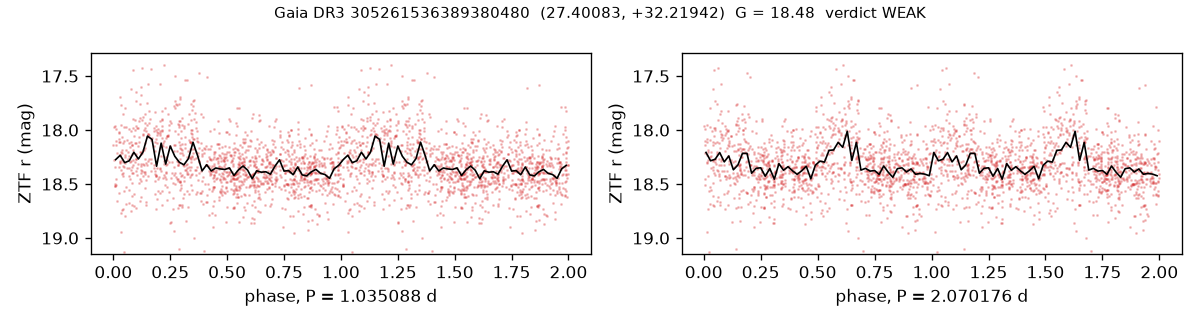 Gaia DR3 305261536389380480  (27.40083, +32.21942)  G = 18.48  verdict WEAK
ZTF r (mag)
17.5
18.0
18.5
19.0
0.00 0.25 0.50 0.75 1.00 1.25 1.50 1.75 2.00
phase, P = 1.035088 d
ZTF r (mag)
17.5
18.0
18.5
19.0
0.00 0.25 0.50 0.75 1.00 1.25 1.50 1.75 2.00
phase, P = 2.070176 d